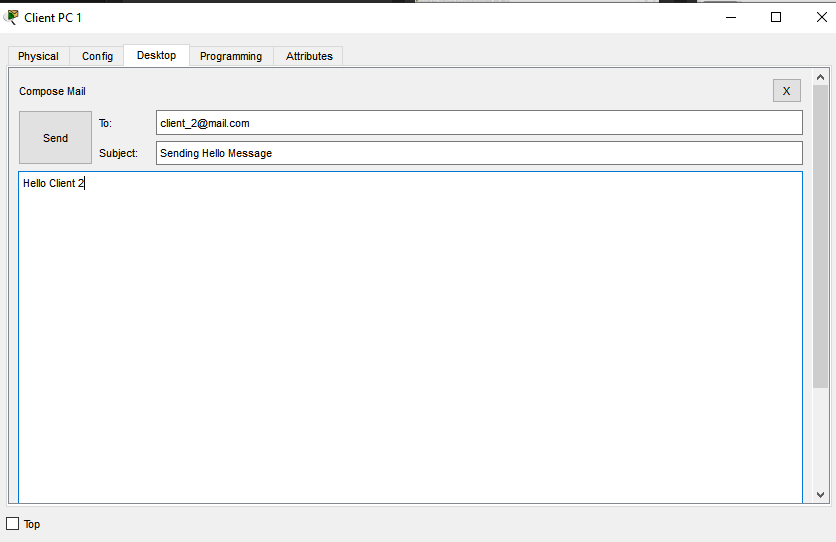 Client PC 1
Physical Config Desktop Programming Attributes
Compose Mail
X
Send
To: client_2@mail.com
Subject: Sending Hello Message
Hello Client 2
Top